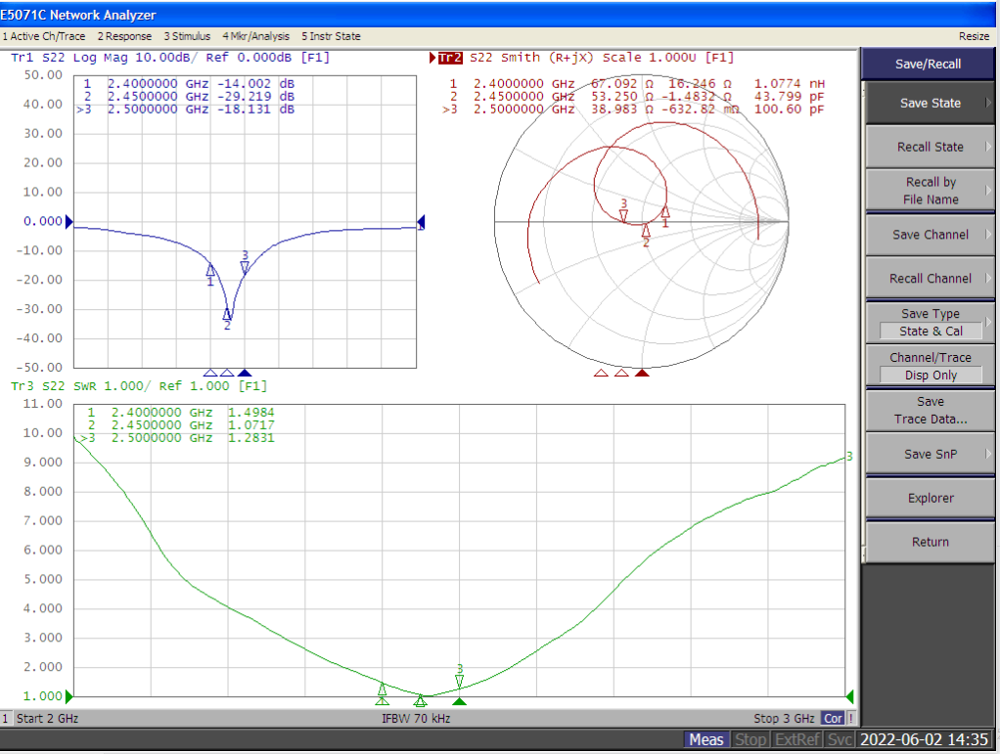 E5071C Network Analyzer
1 Active Ch/Trace 2 Response 3 Stimulus 4 Mkr/Analysis 5 Instr State Resize
Tr1 S22 Log Mag 10.00dB/ Ref 0.000dB [F1]
50.00
40.00
30.00
20.00
10.00
0.000
-10.00
-20.00
-30.00
-40.00
-50.00
1 2.4000000 GHz -14.002 dB
2 2.4500000 GHz -29.219 dB
>3 2.5000000 GHz -18.131 dB
3
1
2
Tr2 S22 Smith (R+jX) Scale 1.000U [F1]
1 2.4000000 GHz 67.092 Ω 16.246 Ω 1.0774 nH
2 2.4500000 GHz 53.250 Ω -1.4832 Ω 43.799 pF
>3 2.5000000 GHz 38.983 Ω -632.82 mΩ 100.60 pF
3
1
2
Tr3 S22 SWR 1.000/ Ref 1.000 [F1]
11.00
10.00
9.000
8.000
7.000
6.000
5.000
4.000
3.000
2.000
1.000
1 2.4000000 GHz 1.4984
2 2.4500000 GHz 1.0717
>3 2.5000000 GHz 1.2831
3
3
1 Start 2 GHz IFBW 70 kHz Stop 3 GHz Cor !
Save/Recall
Save State
Recall State
Recall by
File Name
Save Channel
Recall Channel
Save Type
State & Cal
Channel/Trace
Disp Only
Save
Trace Data...
Save SnP
Explorer
Return
Meas Stop ExtRef Svc 2022-06-02 14:35